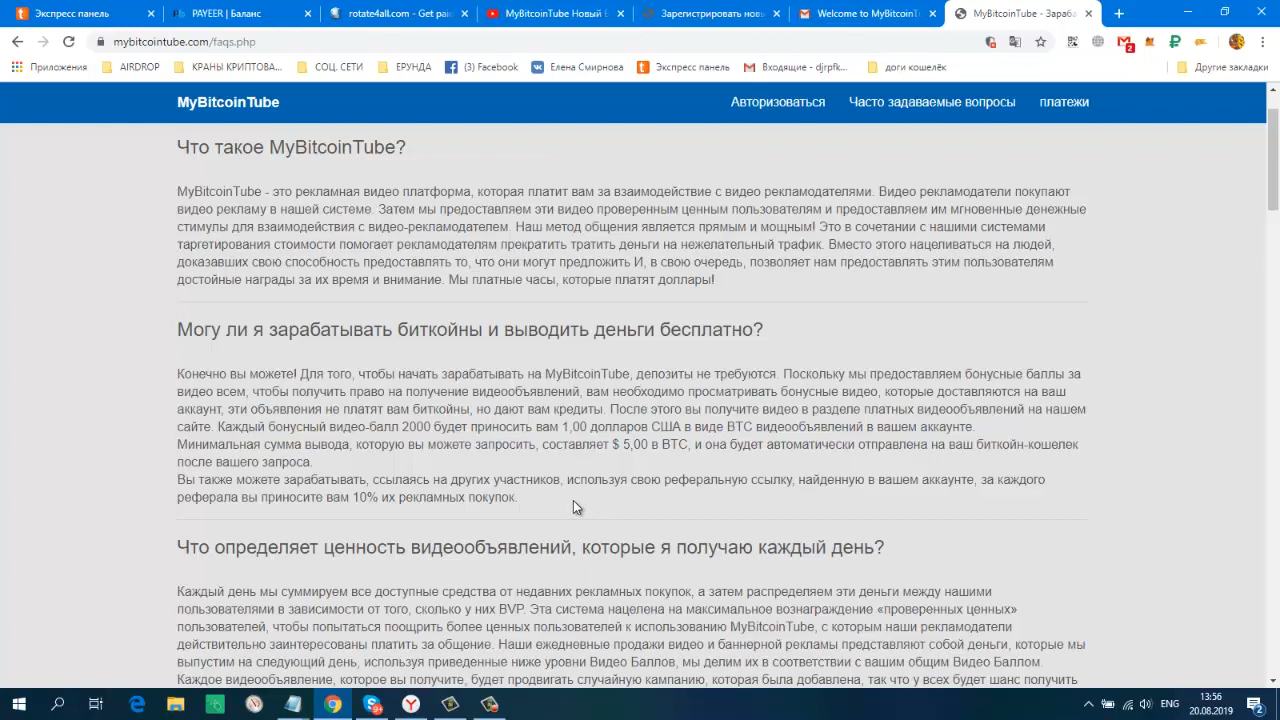 Экспресс панель
PAYEER | Баланс
rotate4all.com - Get paid
MyBitcoinTube Новый Б
Зарегистрировать новы
Welcome to MyBitcoinTu
MyBitcoinTube - Зараба
mybitcointube.com/faqs.php
2
Приложения
AIRDROP
КРАНЫ КРИПТОВА...
СОЦ. СЕТИ
ЕРУНДА
(3) Facebook
Елена Смирнова
Экспресс панель
Входящие - djrpfk...
доги кошелёк
Другие закладки
MyBitcoinTube
Авторизоваться
Часто задаваемые вопросы
платежи
Что такое MyBitcoinTube?
MyBitcoinTube - это рекламная видео платформа, которая платит вам за взаимодействие с видео рекламодателями. Видео рекламодатели покупают
видео рекламу в нашей системе. Затем мы предоставляем эти видео проверенным ценным пользователям и предоставляем им мгновенные денежные
стимулы для взаимодействия с видео-рекламодателем. Наш метод общения является прямым и мощным! Это в сочетании с нашими системами
таргетирования стоимости помогает рекламодателям прекратить тратить деньги на нежелательный трафик. Вместо этого нацеливаться на людей,
доказавших свою способность предоставлять то, что они могут предложить И, в свою очередь, позволяет нам предоставлять этим пользователям
достойные награды за их время и внимание. Мы платные часы, которые платят доллары!
Могу ли я зарабатывать биткойны и выводить деньги бесплатно?
Конечно вы можете! Для того, чтобы начать зарабатывать на MyBitcoinTube, депозиты не требуются. Поскольку мы предоставляем бонусные баллы за
видео всем, чтобы получить право на получение видеообъявлений, вам необходимо просматривать бонусные видео, которые доставляются на ваш
аккаунт, эти объявления не платят вам биткойны, но дают вам кредиты. После этого вы получите видео в разделе платных видеообъявлений на нашем
сайте. Каждый бонусный видео-балл 2000 будет приносить вам 1,00 долларов США в виде BTC видеообъявлений в вашем аккаунте.
Минимальная сумма вывода, которую вы можете запросить, составляет $ 5,00 в BTC, и она будет автоматически отправлена на ваш биткойн-кошелек
после вашего запроса.
Вы также можете зарабатывать, ссылаясь на других участников, используя свою реферальную ссылку, найденную в вашем аккаунте, за каждого
реферала вы приносите вам 10% их рекламных покупок.
Что определяет ценность видеообъявлений, которые я получаю каждый день?
Каждый день мы суммируем все доступные средства от недавних рекламных покупок, а затем распределяем эти деньги между нашими
пользователями в зависимости от того, сколько у них BVP. Эта система нацелена на максимальное вознаграждение «проверенных ценных»
пользователей, чтобы попытаться поощрить более ценных пользователей к использованию MyBitcoinTube, с которым наши рекламодатели
действительно заинтересованы платить за общение. Наши ежедневные продажи видео и баннерной рекламы представляют собой деньги, которые мы
выпустим на следующий день, используя приведенные ниже уровни Видео Баллов, мы делим их в соответствии с вашим общим Видео Баллом.
Каждое видеообъявление, которое вы получите, будет продвигать случайную кампанию, которая была добавлена, так что у всех будет шанс получить
ENG
13:56
20.08.2019
2